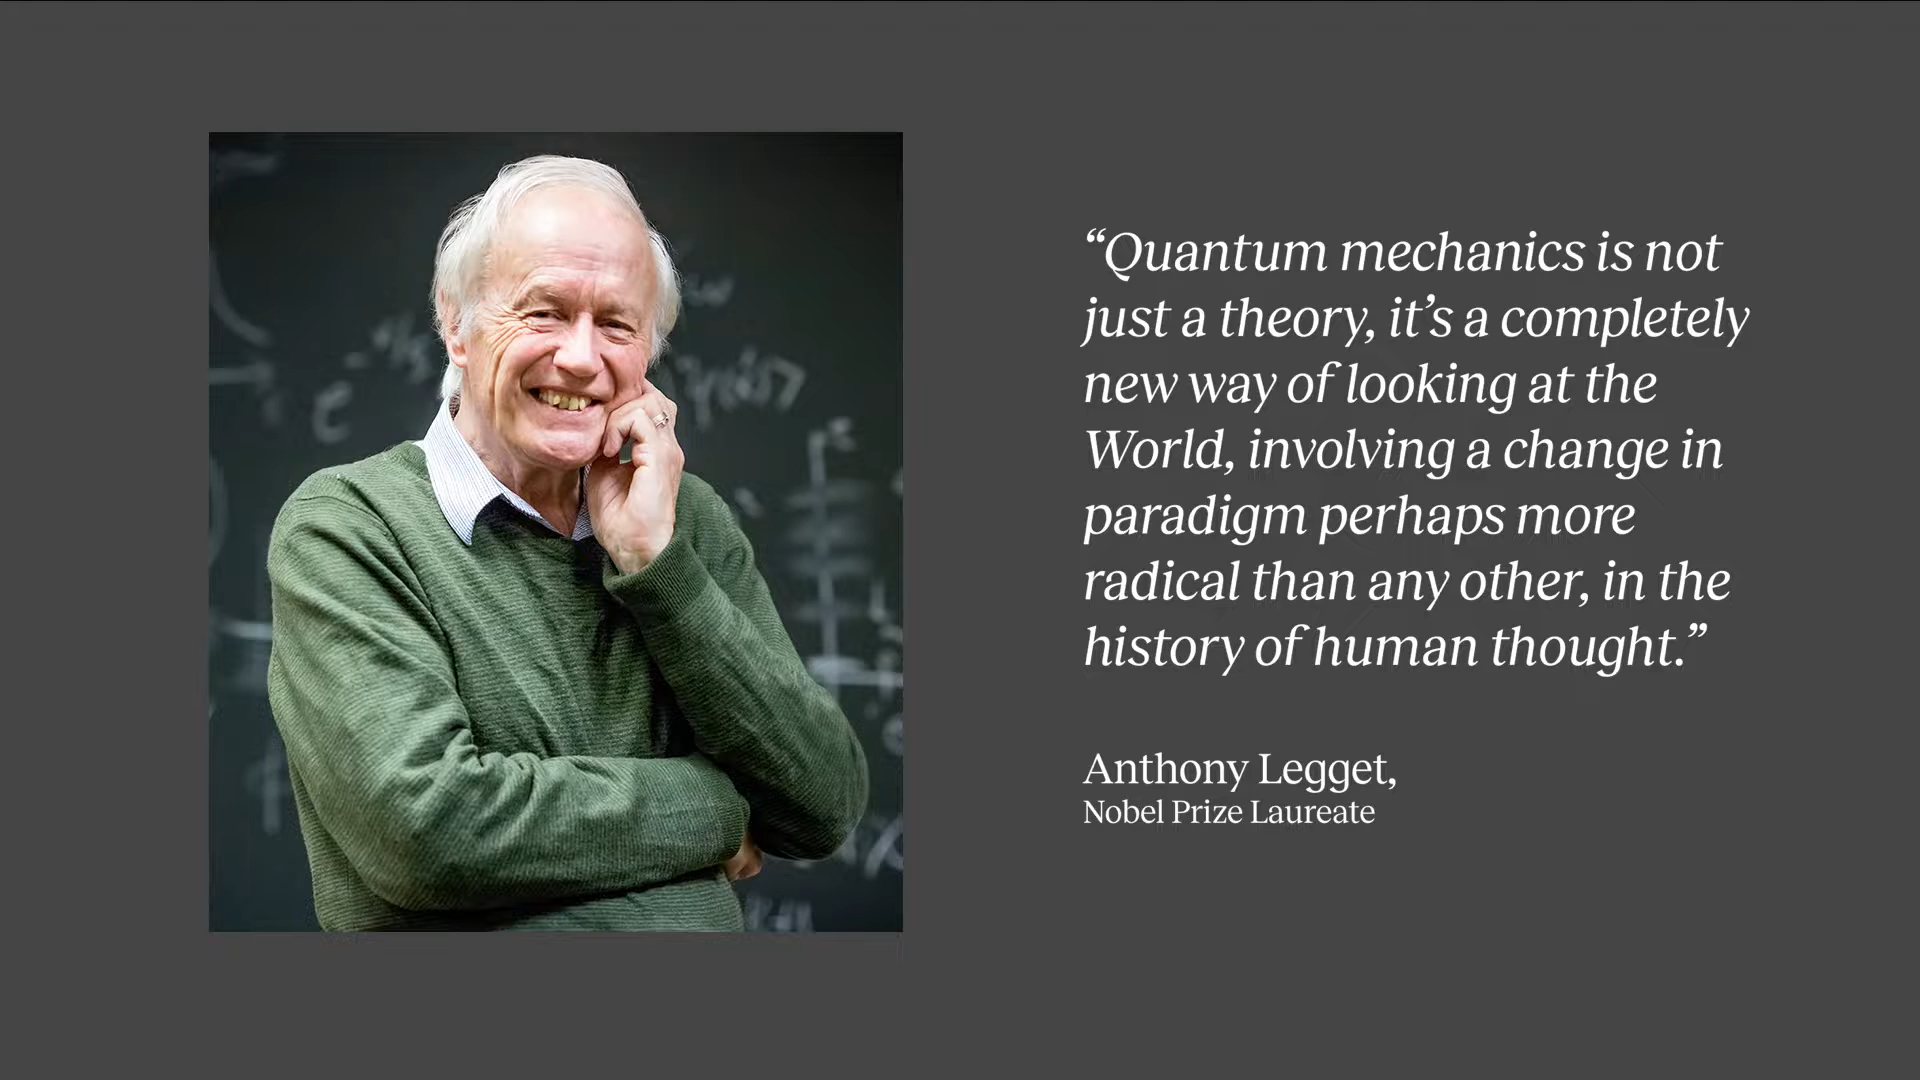 “Quantum mechanics is not
just a theory, it’s a completely
new way of looking at the
World, involving a change in
paradigm perhaps more
radical than any other, in the
history of human thought.”
Anthony Legget,
Nobel Prize Laureate